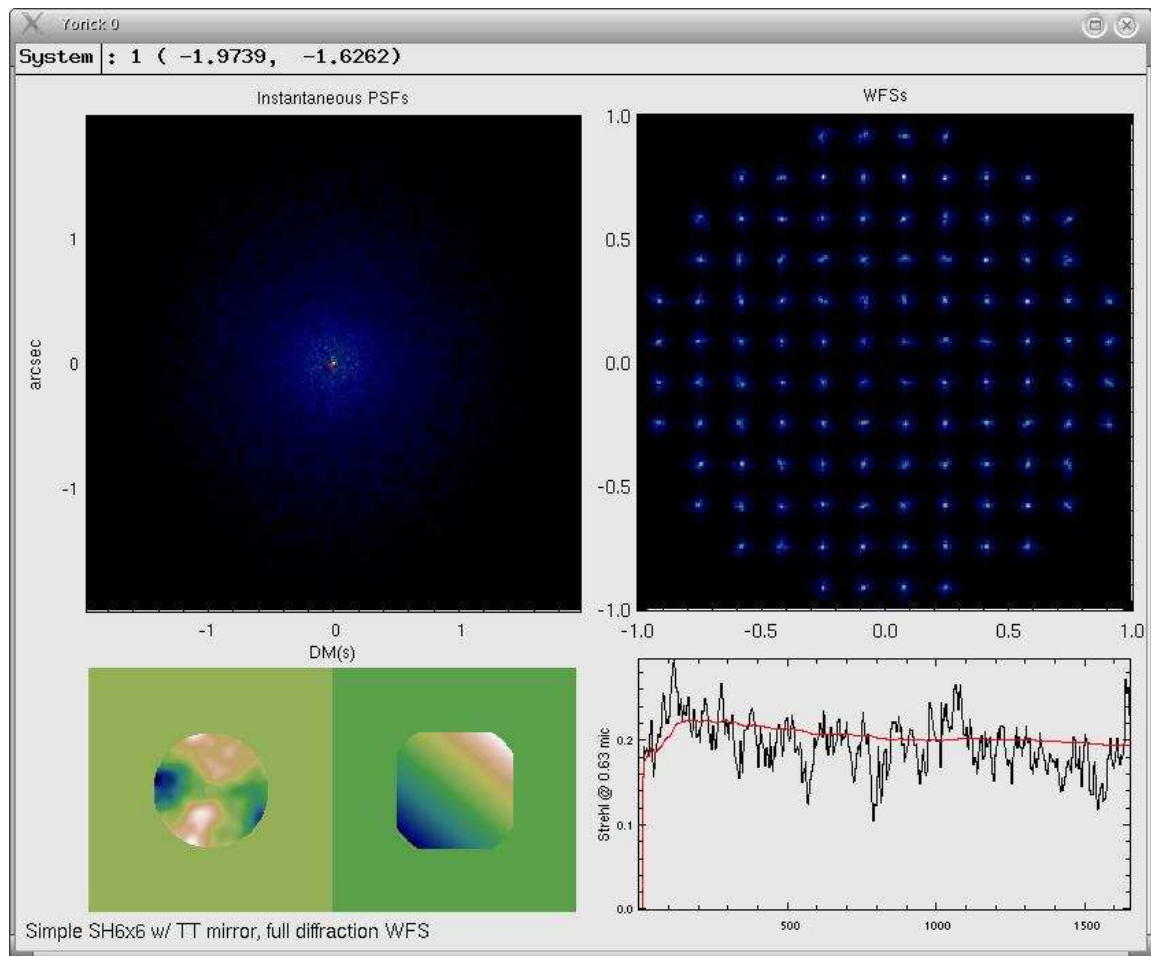 Yorick 0
System : 1 ( -1.9739, -1.6262)
Instantaneous PSFs
arcsec
1
0
-1
-1
0
1
WFSs
1.0
0.5
0.0
-0.5
-1.0
-1.0
-0.5
0.0
0.5
1.0
DM(s)
Strehl @ 0.63 mic
0.2
0.1
0.0
500
1000
1500
Simple SH6x6 w/ TT mirror, full diffraction WFS